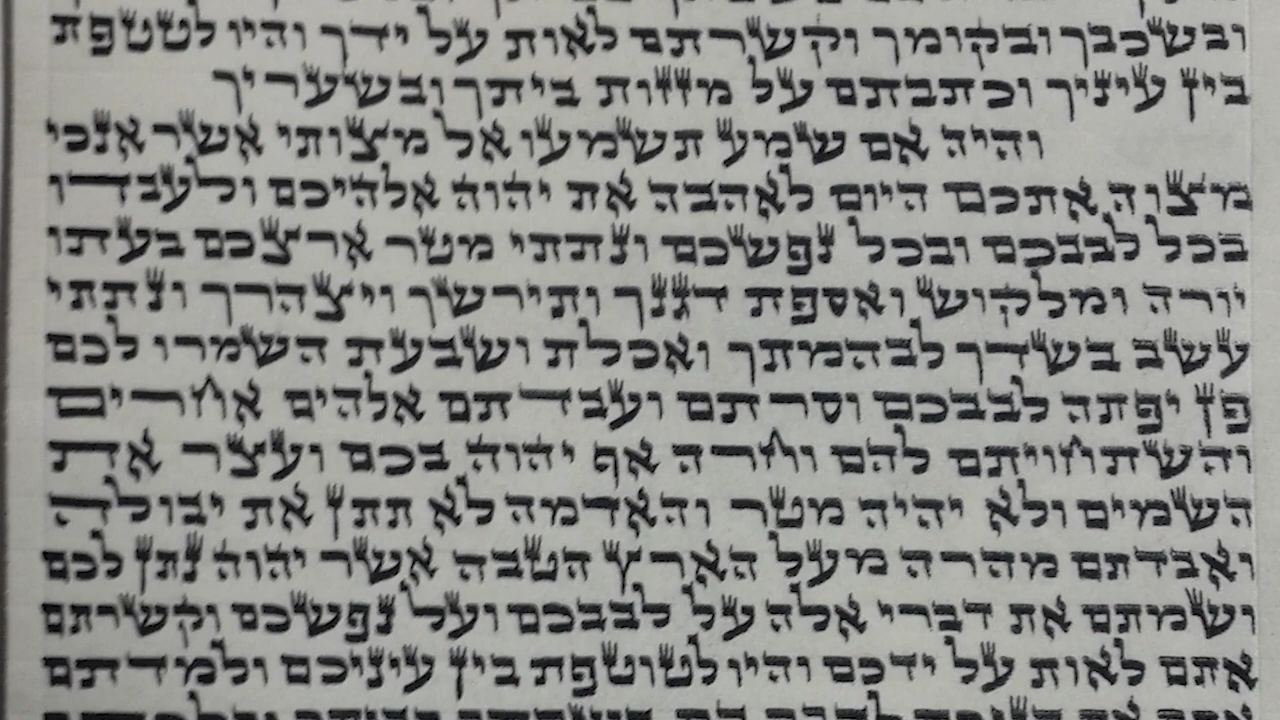 ובשכבך ובקומך וקשרתם לאות על ידך והיו לטטפת
בין עיניך וכתבתם על מזזות ביתך ובשעריך
והיה אם שמע תשמעו אל מצותי אשר אנכי
מצוה אתכם היום לאהבה את יהוה אלהיכם ולעבדו
בכל לבבכם ובכל נפשכם ונתתי מטר ארצכם בעתו
יורה ומלקוש ואספת דגנך ותירשך ויצהרך ונתתי
עשב בשדך לבהמתך ואכלת ושבעת השמרו לכם
פן יפתה לבבכם וסרתם ועבדתם אלהים אחרים
והשתחויתם להם וחרה אף יהוה בכם ועצר את
השמים ולא יהיה מטר והאדמה לא תתן את יבולה
ואבדתם מהרה מעל הארץ הטבה אשר יהוה נתן לכם
ושמתם את דברי אלה על לבבכם ועל נפשכם וקשרתם
אתם לאות על ידכם והיו לטוטפת בין עיניכם ולמדתם